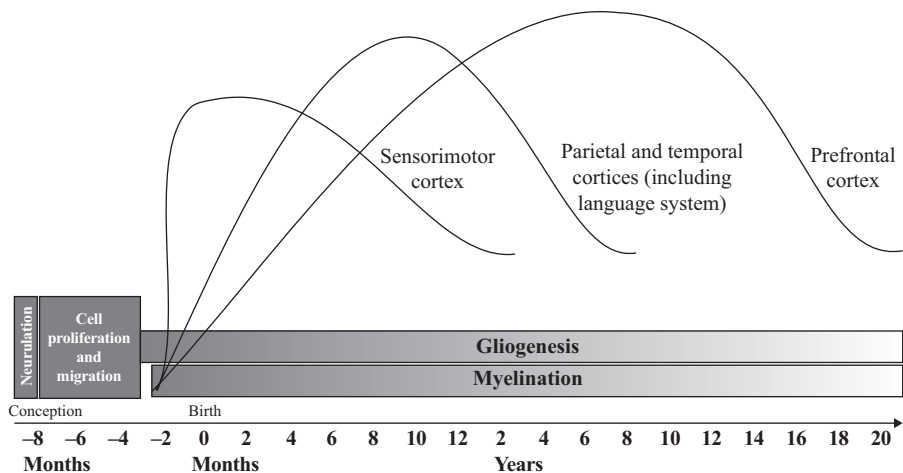 Sensorimotor
cortex
Parietal and temporal
cortices (including
language system)
Prefrontal
cortex
Neurulation
Cell
proliferation
and
migration
Gliogenesis
Myelination
Conception
Birth
–8 –6 –4 –2 0 2 4 6 8 10 12 2 4 6 8 10 12 14 16 18 20
Months Months Years